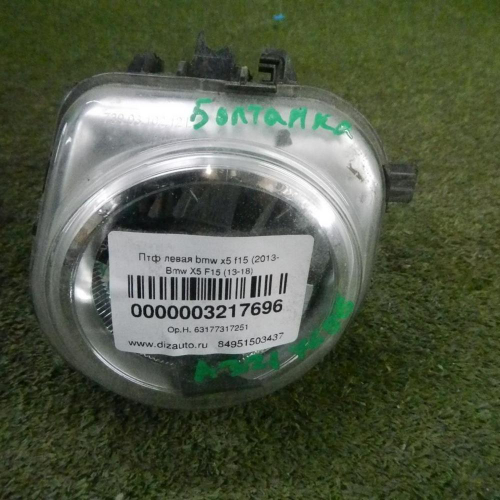 Болтанка
Птф левая bmw x5 f15 (2013-
Bmw X5 F15 (13-18)
0000003217696
Ор.Н. 63177317251
www.dizauto.ru 84951503437